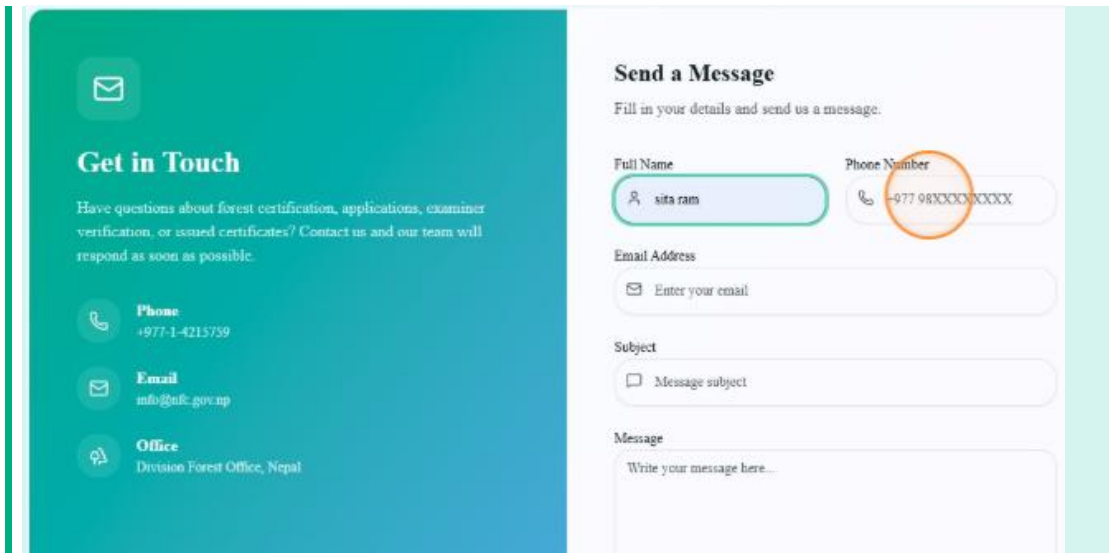 Get in Touch
Have questions about forest certification, applications, examiner
verification, or issued certificates? Contact us and our team will
respond as soon as possible.
Phone
+977-1-4215759
Email
info@nfc.gov.np
Office
Division Forest Office, Nepal
Send a Message
Fill in your details and send us a message.
Full Name
sita ram
Phone Number
+977 98XXXXXXXX
Email Address
Enter your email
Subject
Message subject
Message
Write your message here...